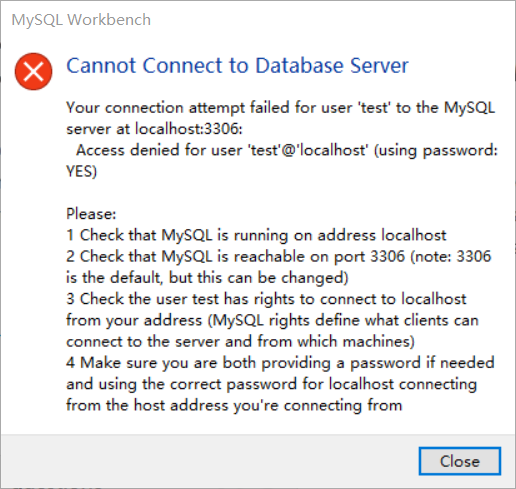 MySQL Workbench
Cannot Connect to Database Server
Your connection attempt failed for user 'test' to the MySQL
server at localhost:3306:
Access denied for user 'test'@'localhost' (using password:
YES)
Please:
1 Check that MySQL is running on address localhost
2 Check that MySQL is reachable on port 3306 (note: 3306
is the default, but this can be changed)
3 Check the user test has rights to connect to localhost
from your address (MySQL rights define what clients can
connect to the server and from which machines)
4 Make sure you are both providing a password if needed
and using the correct password for localhost connecting
from the host address you're connecting from
Close